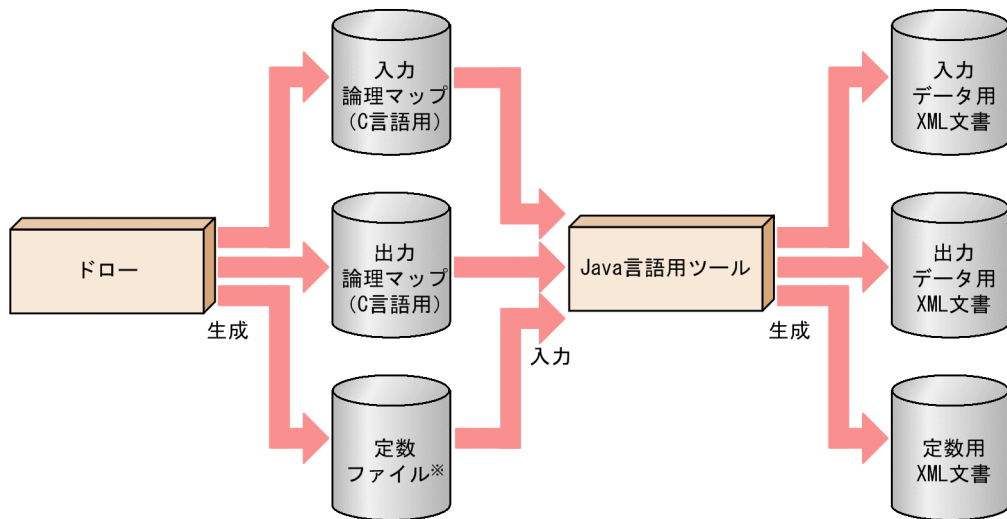 入力
論理マップ
（C言語用）
入力
データ用
XML文書
ドロー
出力
論理マップ
（C言語用）
Java言語用ツール
出力
データ用
XML文書
生成
入力
生成
定数
ファイル※
定数用
XML文書